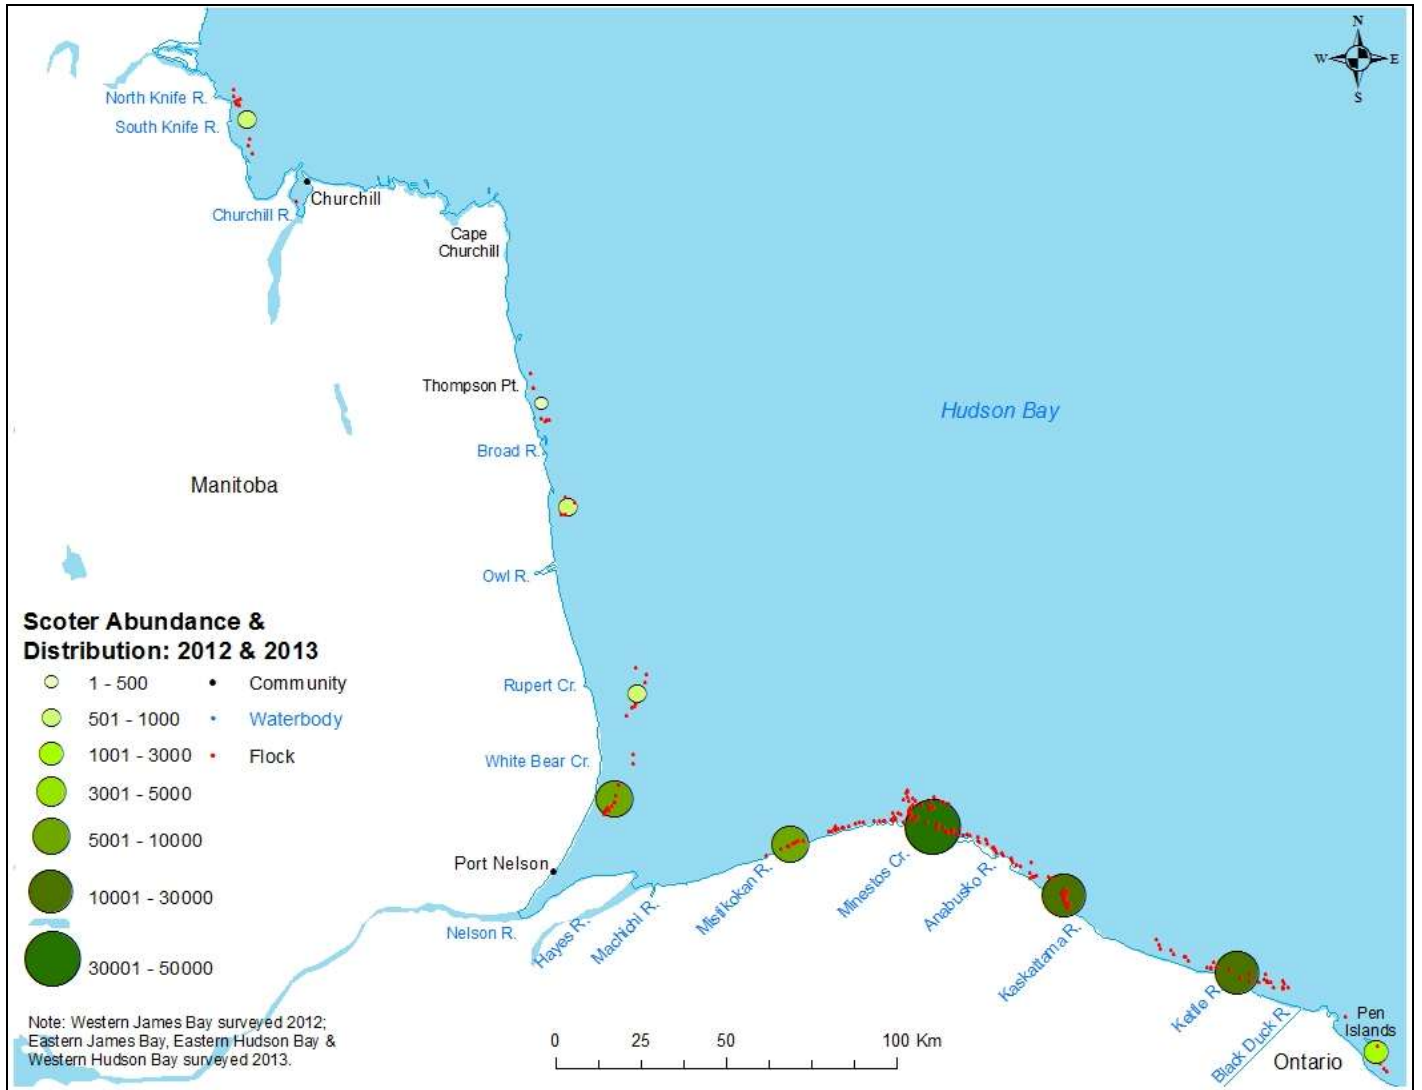 N
W E
S
North Knife R.
South Knife R.
Churchill
Churchill R.
Cape
Churchill
Thompson Pt.
Hudson Bay
Broad R.
Manitoba
Owl R.
Scoter Abundance &
Distribution: 2012 & 2013
1 - 500 Community
501 - 1000 Waterbody
1001 - 3000 Flock
3001 - 5000
5001 - 10000
10001 - 30000
30001 - 50000
Rupert Cr.
White Bear Cr.
Port Nelson
Nelson R.
Hayes R.
Machichi R.
Mistikokan R.
Minestos Cr.
Anabusko R.
Kaskattama R.
Kettle R.
Black Duck R.
Pen
Islands
Ontario
Note: Western James Bay surveyed 2012;
Eastern James Bay, Eastern Hudson Bay &
Western Hudson Bay surveyed 2013.
0 25 50 100 Km